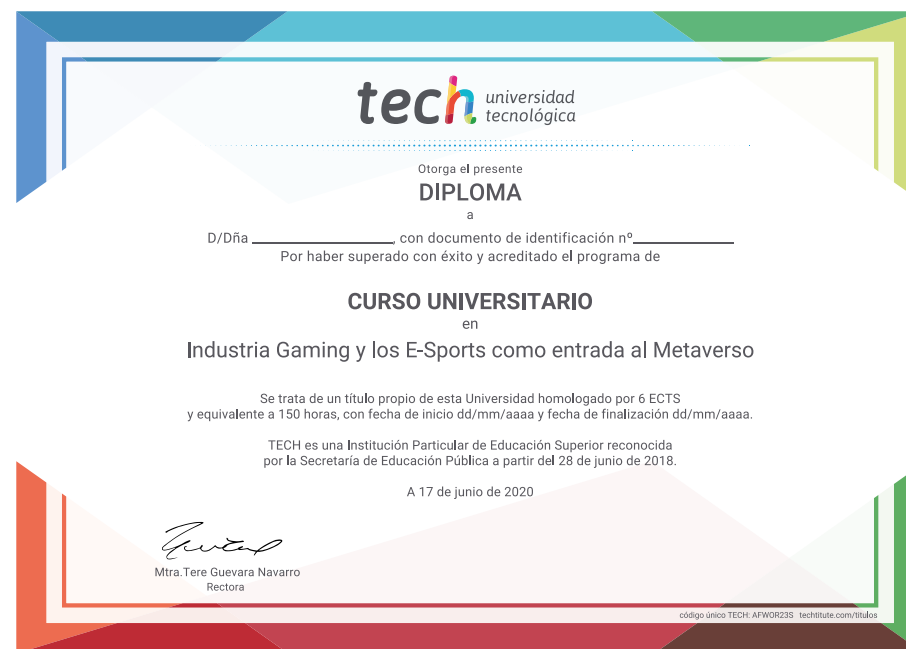 tech universidad
tecnológica
Otorga el presente
DIPLOMA
a
D/Dña ____________________, con documento de identificación nº______________
Por haber superado con éxito y acreditado el programa de
CURSO UNIVERSITARIO
en
Industria Gaming y los E-Sports como entrada al Metaverso
Se trata de un título propio de esta Universidad homologado por 6 ECTS
y equivalente a 150 horas, con fecha de inicio dd/mm/aaaa y fecha de finalización dd/mm/aaaa.
TECH es una Institución Particular de Educación Superior reconocida
por la Secretaría de Educación Pública a partir del 28 de junio de 2018.
A 17 de junio de 2020
Mtra.Tere Guevara Navarro
Rectora
código único TECH: AFWOR23S techtitute.com/titulos